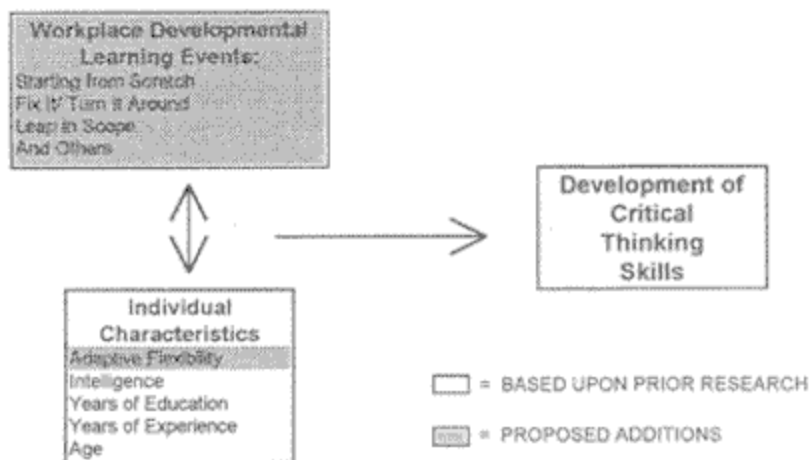 Workplace Developmental
Learning Events:
Starting from Scretch
Fix It/ Turn it Around
Leap in Scope
And Others
Development of
Critical
Thinking
Skills
Individual
Characteristics
Adaptive Flexibility
Intelligence
Years of Education
Years of Experience
Age
= BASED UPON PRIOR RESEARCH
= PROPOSED ADDITIONS